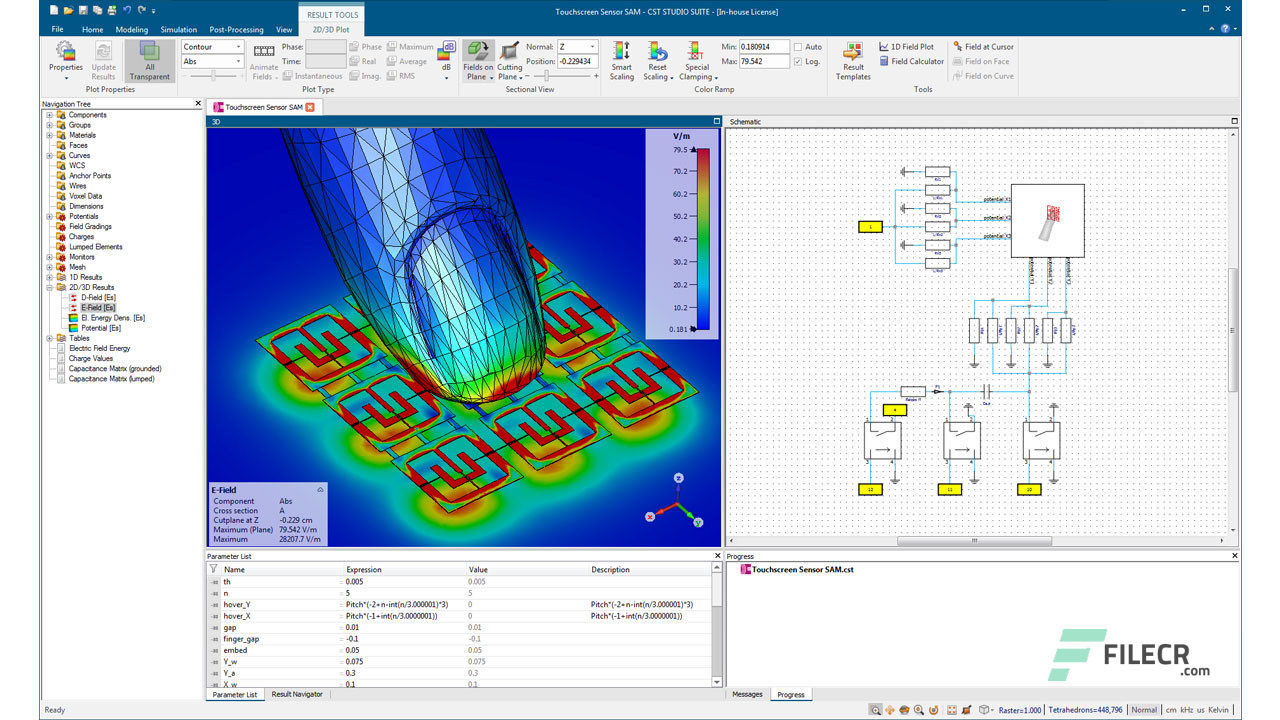 Touchscreen Sensor SAM - CST STUDIO SUITE - [In-house License]
RESULT TOOLS
File Home Modeling Simulation Post-Processing View 2D/3D Plot
Properties
Update Results
All Transparent
Contour
Abs
Plot Properties
Animate Fields
Phase:
Time:
Instantaneous
Phase
Real
Imag.
Maximum
Average
RMS
dB
dB
Plot Type
Fields on Plane
Cutting Plane
Normal: Z
Position: -0.229434
Sectional View
Smart Scaling
Reset Scaling
Special Clamping
Min: 0.180914
Max: 79.542
Auto
Log.
Color Ramp
Result Templates
1D Field Plot
Field Calculator
Field at Cursor
Field on Face
Field on Curve
Tools
Navigation Tree
Components
Groups
Materials
Faces
Curves
WCS
Anchor Points
Wires
Voxel Data
Dimensions
Potentials
Field Gradings
Charges
Lumped Elements
Monitors
Mesh
1D Results
2D/3D Results
D-Field [Es]
E-Field [Es]
El. Energy Dens. [Es]
Potential [Es]
Tables
Electric Field Energy
Charge Values
Capacitance Matrix (grounded)
Capacitance Matrix (lumped)
Touchscreen Sensor SAM
3D
V/m
79.5
70.2
60.2
50.2
40.2
30.2
20.2
10.2
0.181
E-Field
Component Abs
Cross section A
Cutplane at Z -0.229 cm
Maximum (Plane) 79.542 V/m
Maximum 28207.7 V/m
z
x
y
Schematic
potential X1
potential X2
potential X3
1
4
12
11
10
Parameter List
Name Expression Value Description
th = 0.005 0.005
n = 5 5
hover_Y = Pitch*(-2+n-int(n/3.000001)*3) 0 Pitch*(-2+n-int(n/3.000001)*3)
hover_X = Pitch*(-1+int(n/3.0000001)) 0 Pitch*(-1+int(n/3.0000001))
gap = 0.01 0.01
finger_gap = -0.1 -0.1
embed = 0.05 0.05
Y_w = 0.075 0.075
Y_a = 0.3 0.3
X_w = 0.1 0.1
Parameter List Result Navigator
Progress
Touchscreen Sensor SAM.cst
Messages Progress
FILECR
.com
Ready
Raster=1.000 Tetrahedrons=448,796 Normal cm kHz us Kelvin